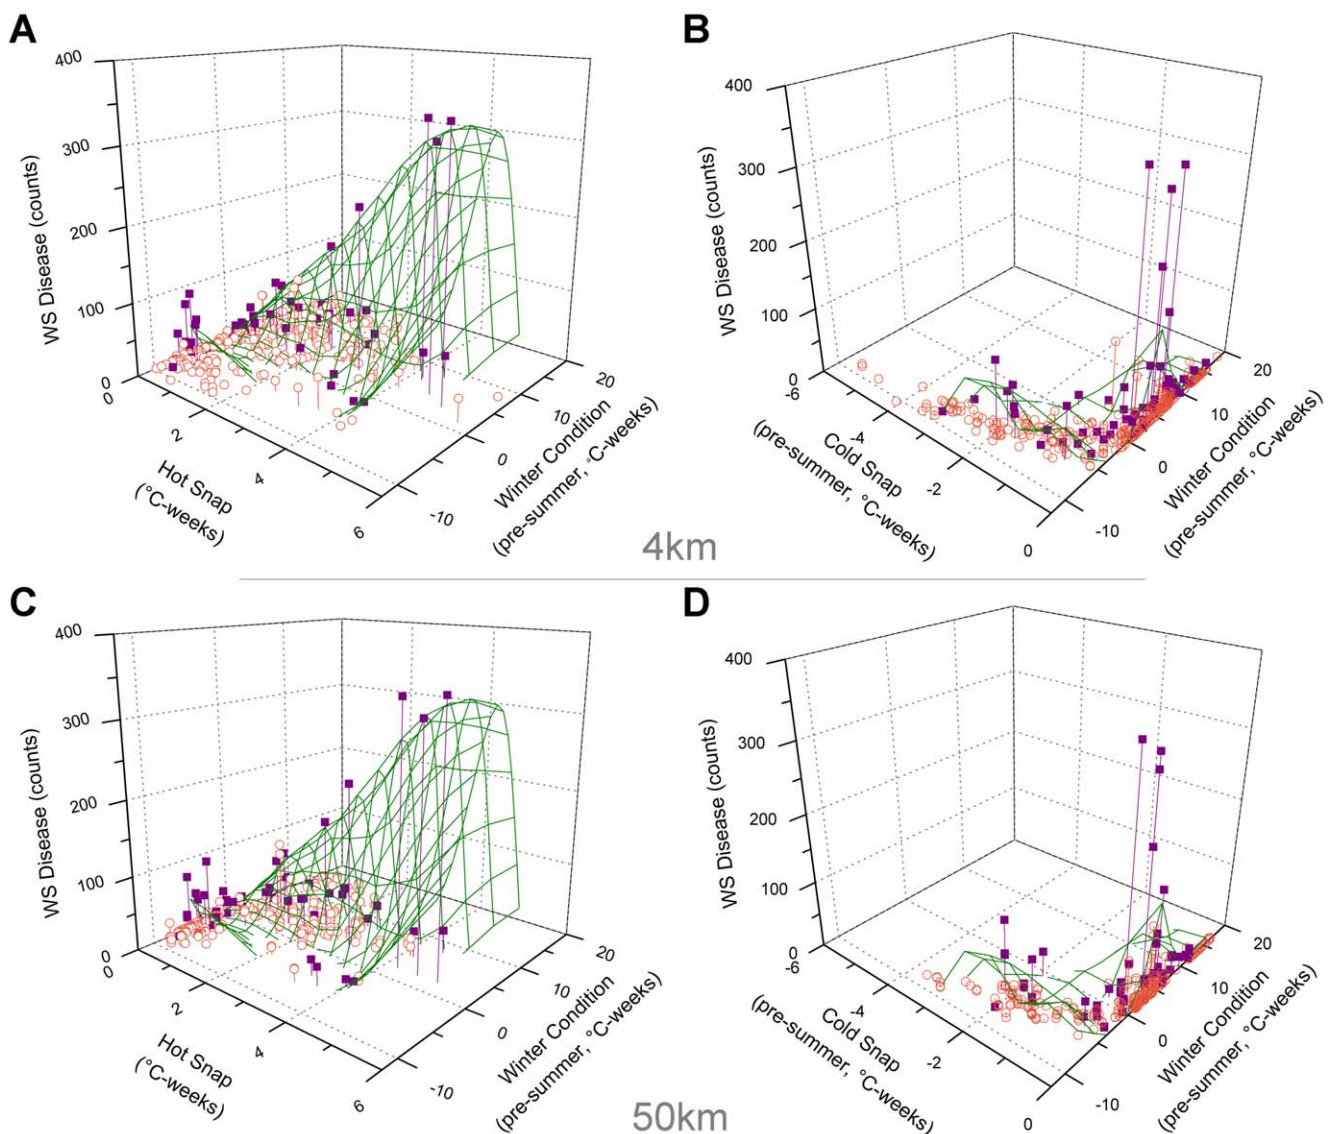 A
400
300
200
100
0
WS Disease (counts)
0
2
4
6
Hot Snap
(°C-weeks)
-10
0
10
20
Winter Condition
(pre-summer, °C-weeks)
B
400
300
200
100
0
WS Disease (counts)
-6
-4
-2
0
Cold Snap
(pre-summer, °C-weeks)
-10
0
10
20
Winter Condition
(pre-summer, °C-weeks)
4km
C
400
300
200
100
0
WS Disease (counts)
0
2
4
6
Hot Snap
(°C-weeks)
-10
0
10
20
Winter Condition
(pre-summer, °C-weeks)
D
400
300
200
100
0
WS Disease (counts)
-6
-4
-2
0
Cold Snap
(pre-summer, °C-weeks)
-10
0
10
20
Winter Condition
(pre-summer, °C-weeks)
50km